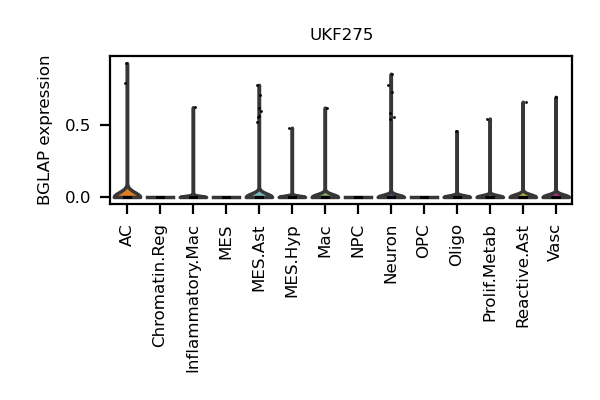 UKF275
BGLAP expression
0.5
0.0
AC
Chromatin.Reg
Inflammatory.Mac
MES
MES.Ast
MES.Hyp
Mac
NPC
Neuron
OPC
Oligo
Prolif.Metab
Reactive.Ast
Vasc